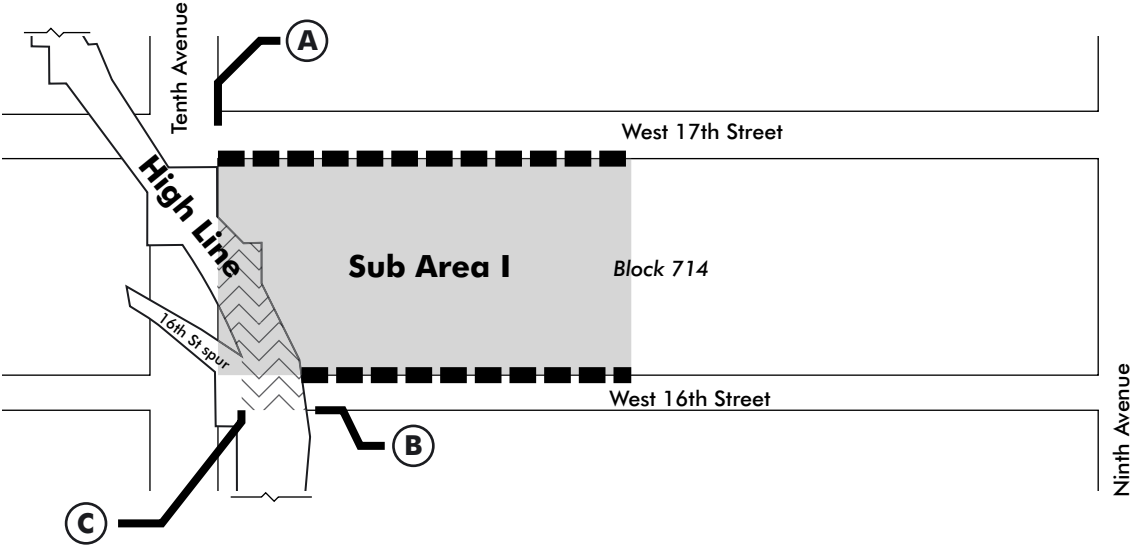 Tenth Avenue
A
West 17th Street
High Line
Sub Area I
Block 714
16th St spur
West 16th Street
B
Ninth Avenue
C